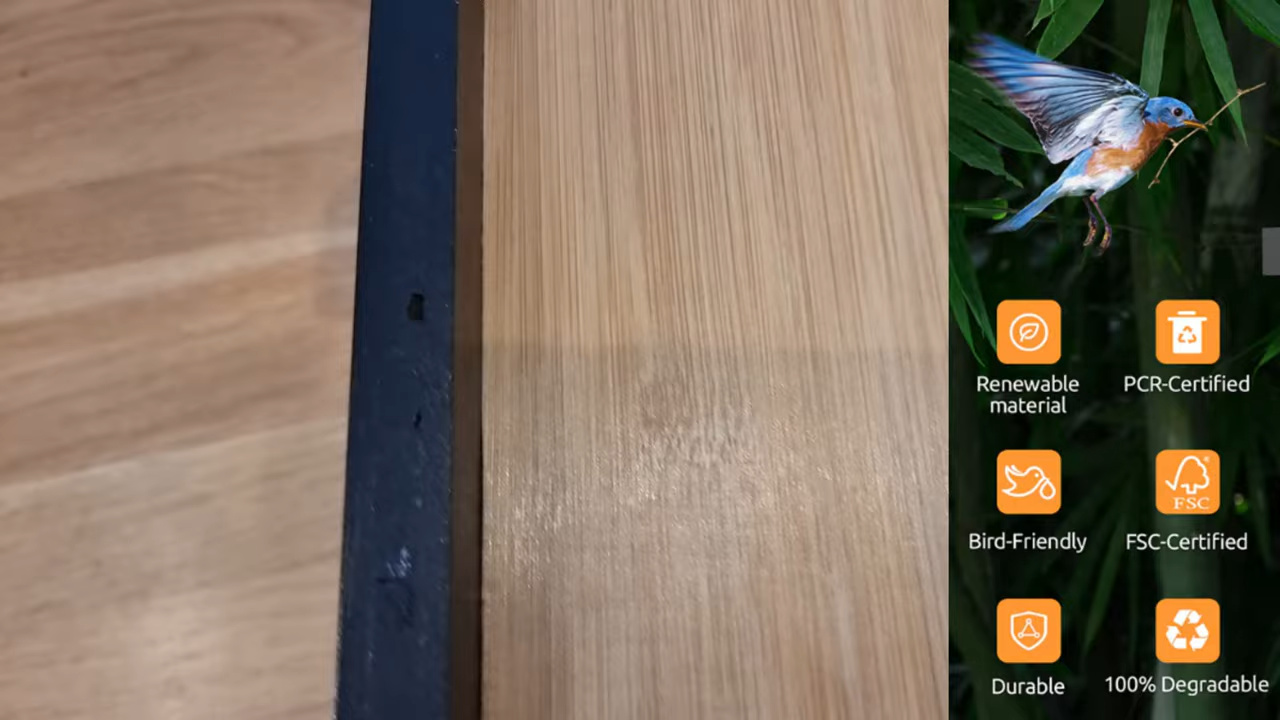 Renewable
material
PCR-Certified
Bird-Friendly
FSC
FSC-Certified
Durable
100% Degradable